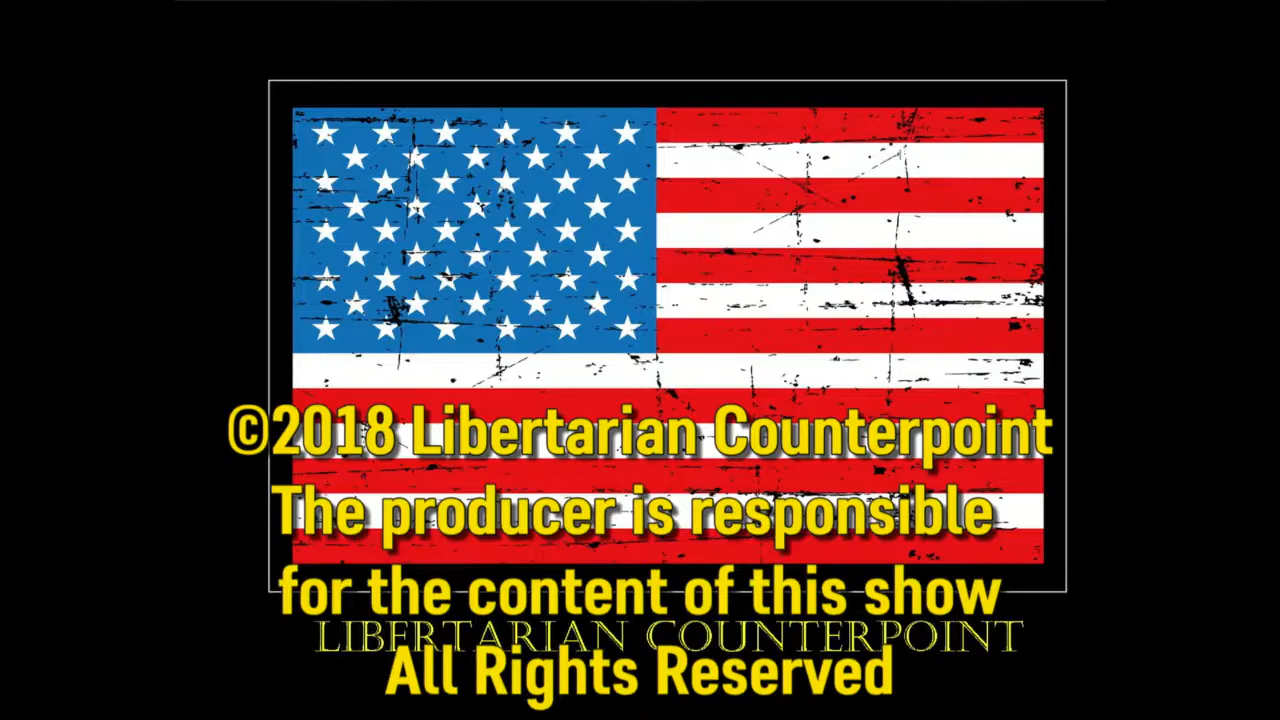 ©2018 Libertarian Counterpoint
The producer is responsible
for the content of this show
LIBERTARIAN COUNTERPOINT
All Rights Reserved